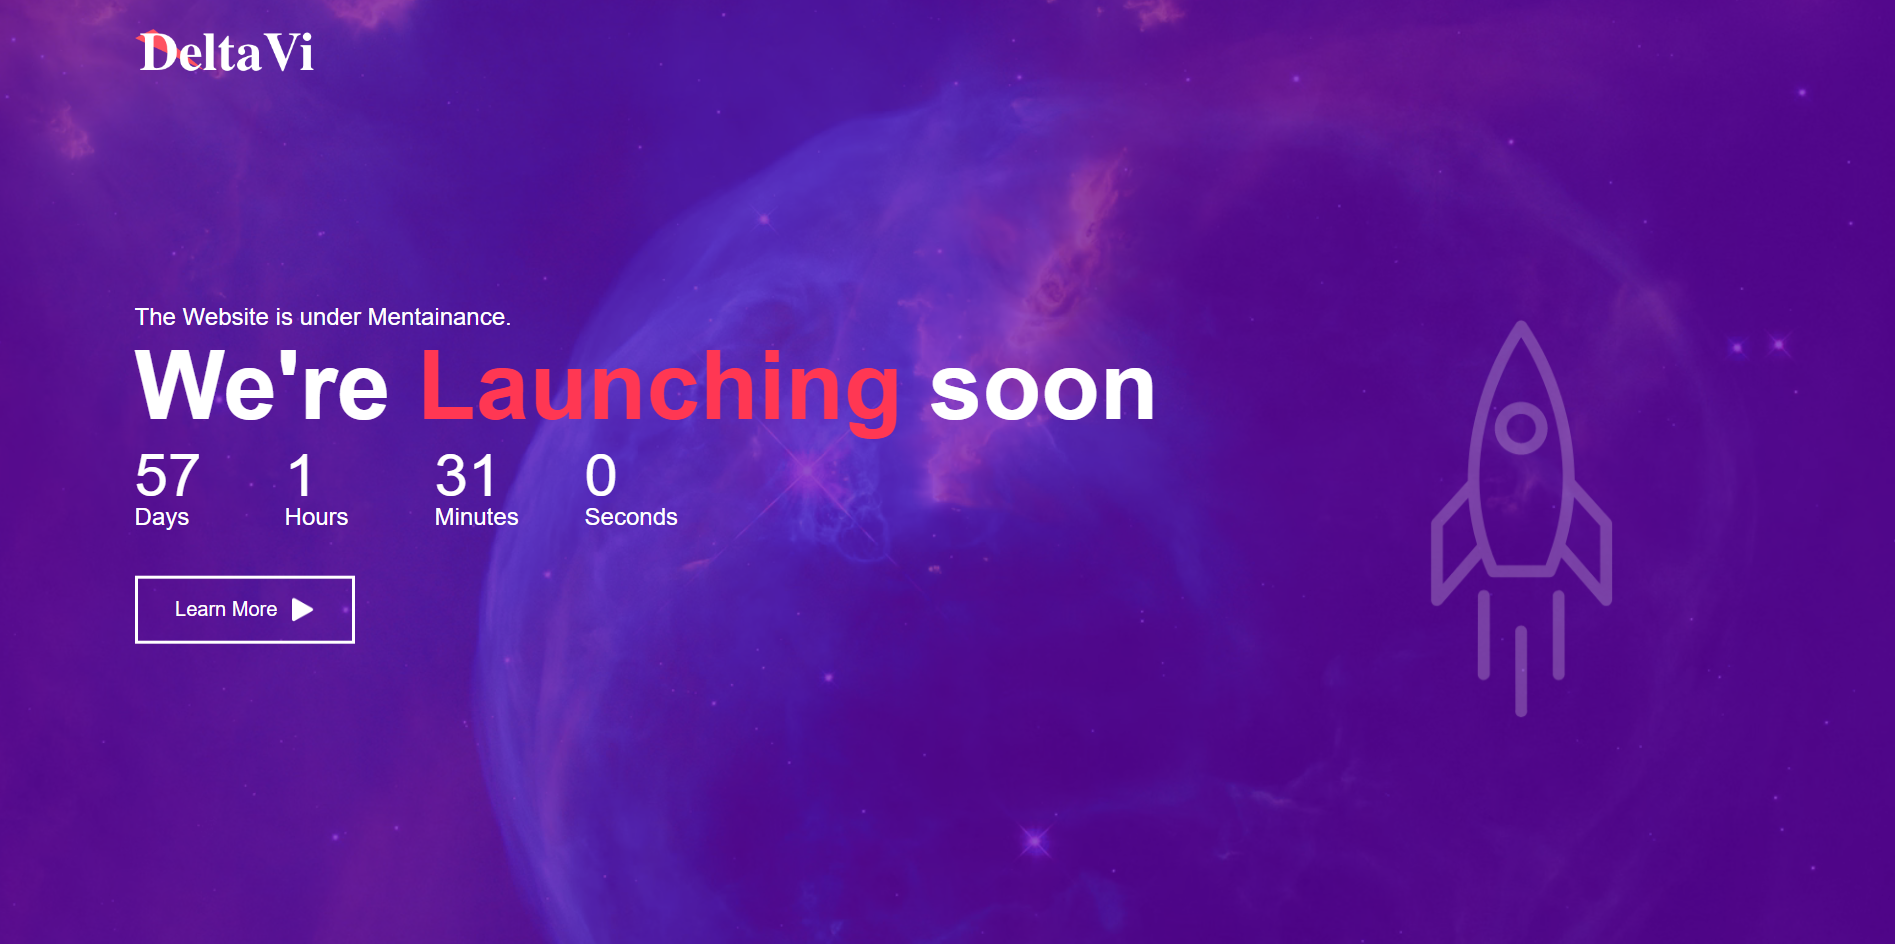 DeltaVi
The Website is under Mentainance.
We're Launching soon
57 1 31 0
Days Hours Minutes Seconds
Learn More